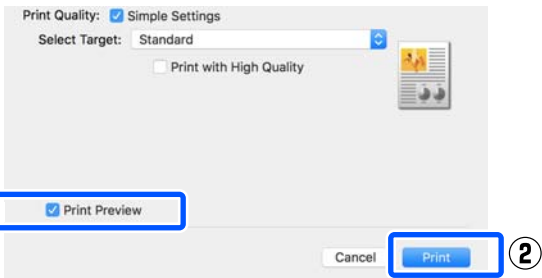 Print Quality: Simple Settings
Select Target: Standard
Print with High Quality
Print Preview
Cancel Print ②